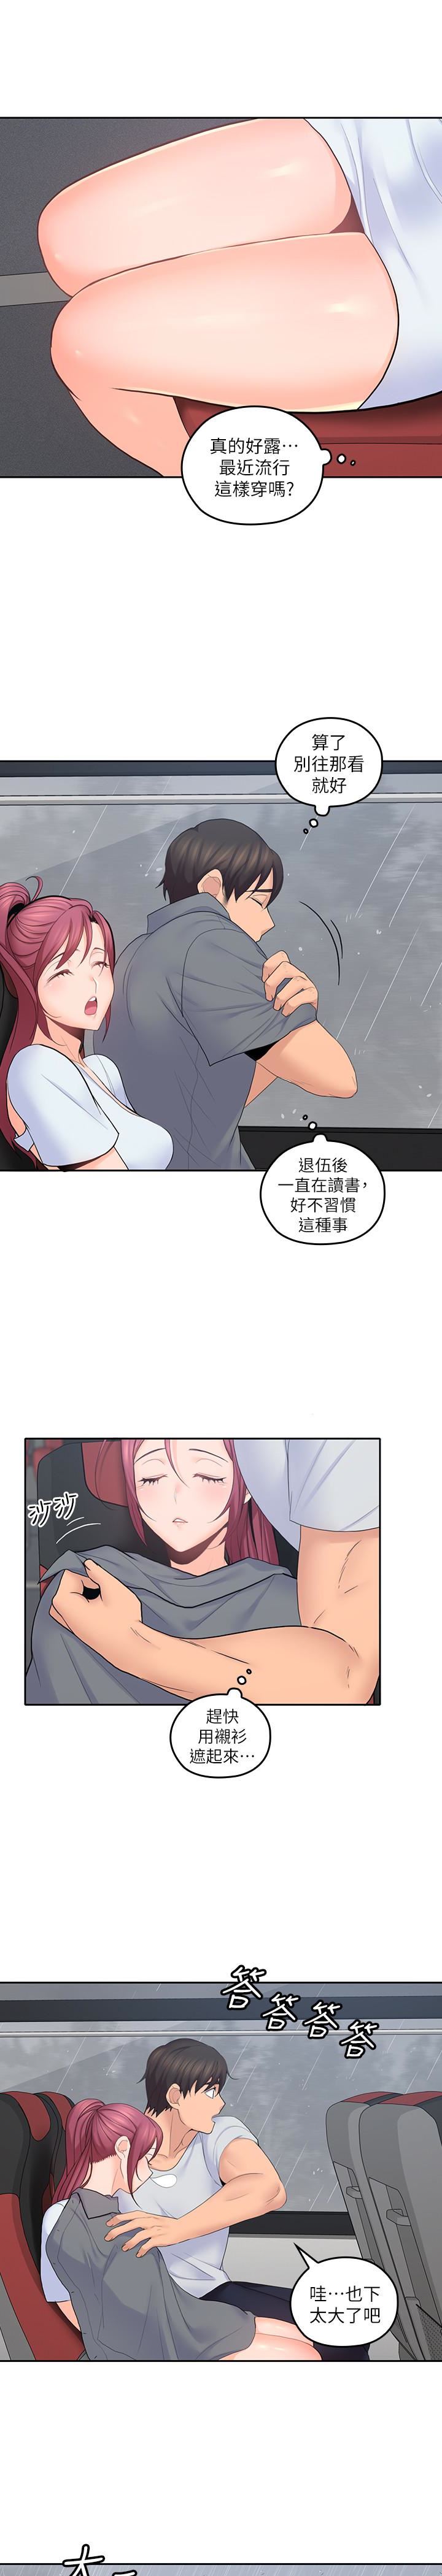 真的好露⋯
最近流行
這樣穿嗎?
算了
別往那看
就好
退伍後
一直在讀書,
好不習慣
這種事
沙沙
趕快
用襯衫
遮起來⋯
答答答答
哇⋯也下
太大了吧